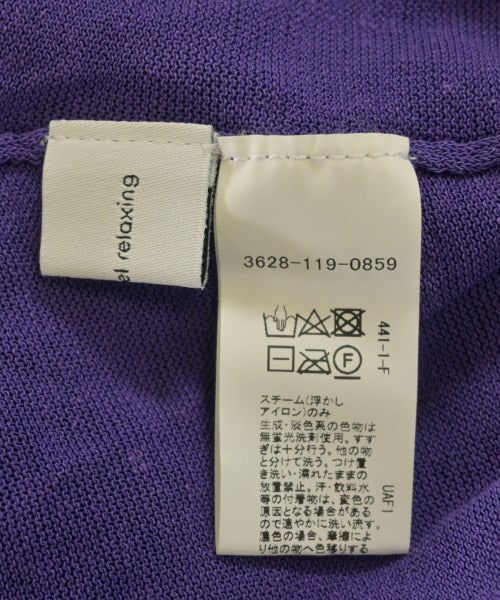 el relaxing
3628-119-0859
441-1-F
F
スチーム(浮かし
アイロン)のみ
生成・淡色系の色物は
無蛍光洗剤使用。すす
ぎは十分行う。他の物
と分けて洗う。つけ置
き洗い・濡れたままの
放置禁止。汗・飲料水
等の付着物は、変色の
原因となる場合がある
ので速やかに洗い流す。
濃色の場合、摩擦によ
り他の物へ色移りする
UAF1